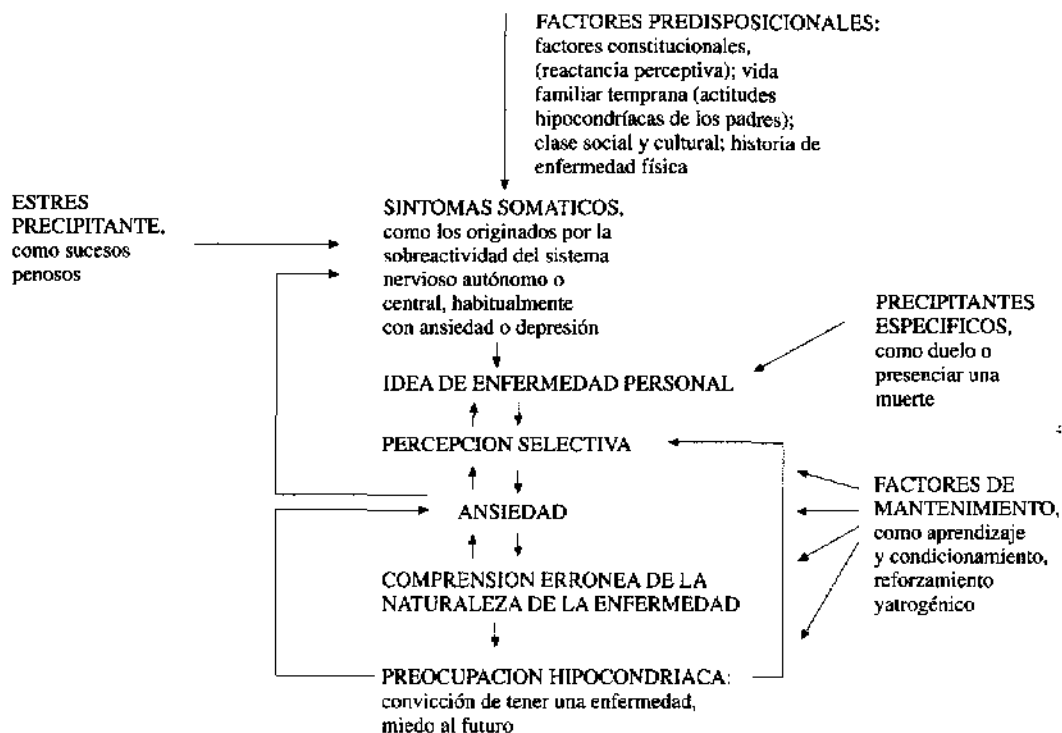 FACTORES PREDISPOSICIONALES:
factores constitucionales,
(reactancia perceptiva); vida
familiar temprana (actitudes
hipocondríacas de los padres);
clase social y cultural; historia de
enfermedad física
ESTRES
PRECIPITANTE,
como sucesos
penosos
SINTOMAS SOMATICOS,
como los originados por la
sobreactividad del sistema
nervioso autónomo o
central, habitualmente
con ansiedad o depresión
PRECIPITANTES
ESPECIFICOS,
como duelo o
presenciar una
muerte
IDEA DE ENFERMEDAD PERSONAL
PERCEPCION SELECTIVA
ANSIEDAD
FACTORES DE
MANTENIMIENTO,
como aprendizaje
y condicionamiento,
reforzamiento
yatrogénico
COMPRENSION ERRONEA DE LA
NATURALEZA DE LA ENFERMEDAD
PREOCUPACION HIPOCONDRIACA:
convicción de tener una enfermedad,
miedo al futuro